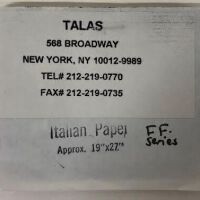 TALAS
568 BROADWAY
NEW YORK, NY 10012-9989
TEL# 212-219-0770
FAX# 212-219-0735
Italian Paper FF.
Approx. 19"x27" series